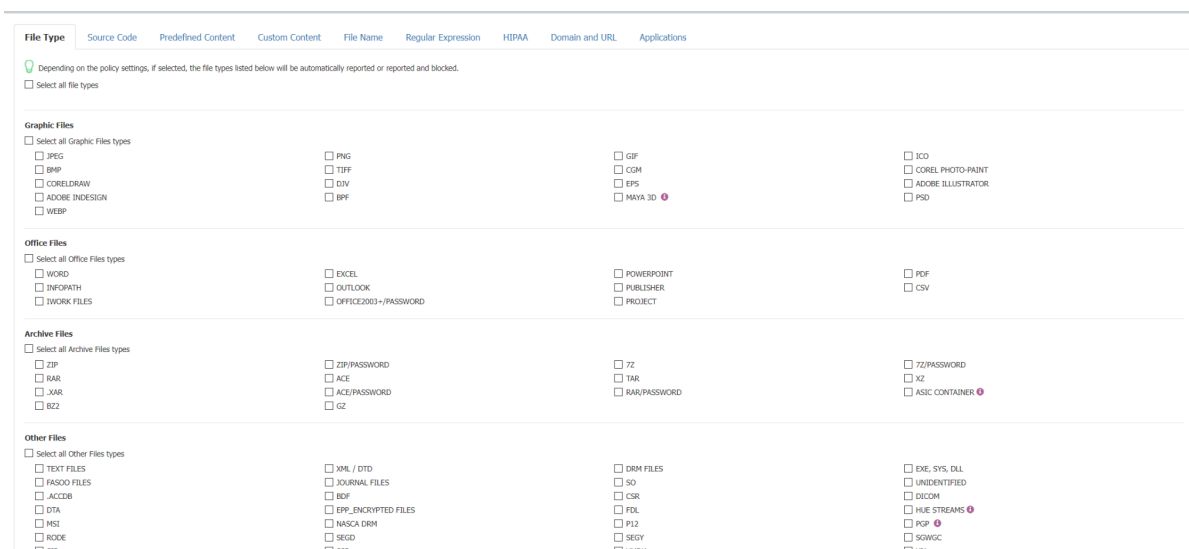 File Type Source Code Predefined Content Custom Content File Name Regular Expression HIPAA Domain and URL Applications
Depending on the policy settings, if selected, the file types listed below will be automatically reported or reported and blocked.
Select all file types
Graphic Files
Select all Graphic Files types
JPEG PNG GIF ICO
BMP TIFF CGM COREL PHOTO-PAINT
CORELDRAW DJV EPS ADOBE ILLUSTRATOR
ADOBE INDESIGN BPF MAYA 3D PSD
WEBP
Office Files
Select all Office Files types
WORD EXCEL POWERPOINT PDF
INFOPATH OUTLOOK PUBLISHER CSV
IWORK FILES OFFICE2003+/PASSWORD PROJECT
Archive Files
Select all Archive Files types
ZIP ZIP/PASSWORD 7Z 7Z/PASSWORD
RAR ACE TAR XZ
.XAR ACE/PASSWORD RAR/PASSWORD ASIC CONTAINER
BZ2 GZ
Other Files
Select all Other Files types
TEXT FILES XML / DTD DRM FILES EXE, SYS, DLL
FASOO FILES JOURNAL FILES SO UNIDENTIFIED
.ACCDB BDF CSR DICOM
DTA EPP_ENCRYPTED FILES FDL HUE STREAMS
MSI NASCA DRM P12 PGP
RODE SEGD SEGY SGWGC